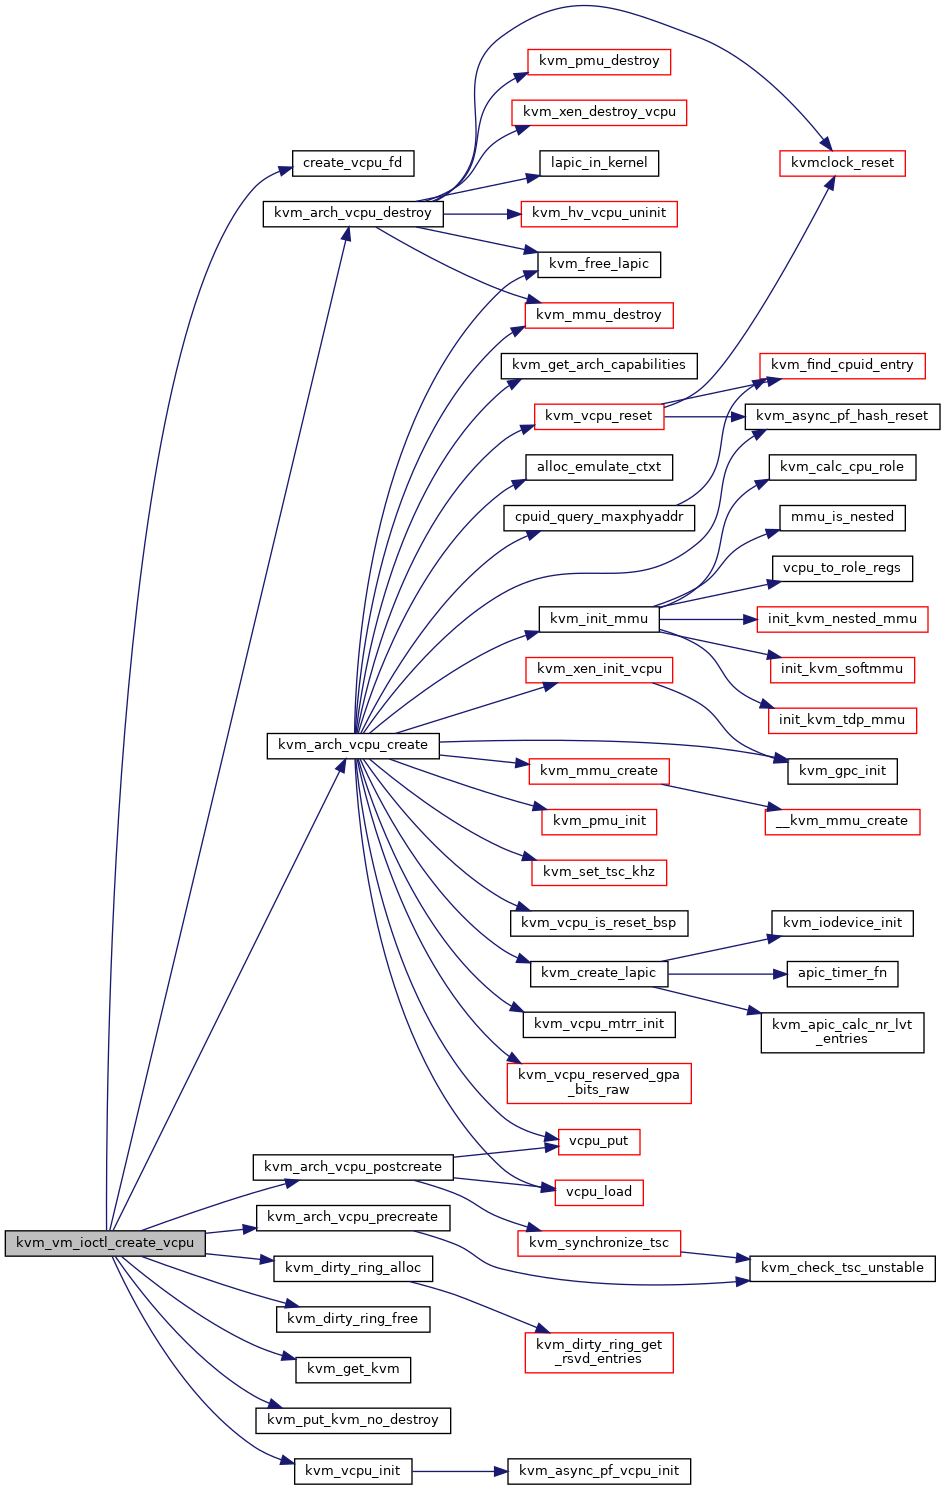 kvm_pmu_destroy
kvm_xen_destroy_vcpu
create_vcpu_fd
lapic_in_kernel
kvmclock_reset
kvm_arch_vcpu_destroy
kvm_hv_vcpu_uninit
kvm_free_lapic
kvm_mmu_destroy
kvm_get_arch_capabilities
kvm_find_cpuid_entry
kvm_vcpu_reset
kvm_async_pf_hash_reset
alloc_emulate_ctxt
kvm_calc_cpu_role
cpuid_query_maxphyaddr
mmu_is_nested
vcpu_to_role_regs
kvm_init_mmu
init_kvm_nested_mmu
kvm_xen_init_vcpu
init_kvm_softmmu
init_kvm_tdp_mmu
kvm_arch_vcpu_create
kvm_mmu_create
kvm_gpc_init
kvm_pmu_init
__kvm_mmu_create
kvm_set_tsc_khz
kvm_vcpu_is_reset_bsp
kvm_iodevice_init
kvm_create_lapic
apic_timer_fn
kvm_vcpu_mtrr_init
kvm_apic_calc_nr_lvt
_entries
kvm_vcpu_reserved_gpa
_bits_raw
vcpu_put
kvm_arch_vcpu_postcreate
vcpu_load
kvm_arch_vcpu_precreate
kvm_vm_ioctl_create_vcpu
kvm_synchronize_tsc
kvm_dirty_ring_alloc
kvm_check_tsc_unstable
kvm_dirty_ring_free
kvm_dirty_ring_get
_rsvd_entries
kvm_get_kvm
kvm_put_kvm_no_destroy
kvm_vcpu_init
kvm_async_pf_vcpu_init